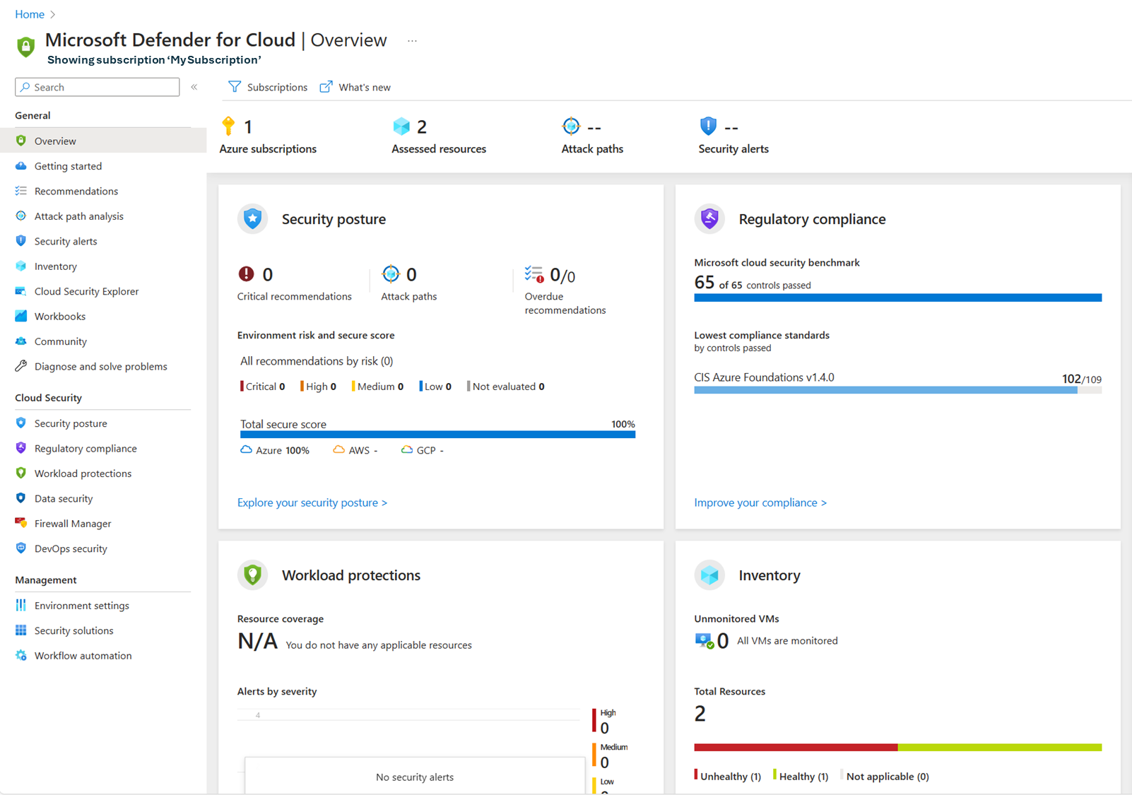 Home >
Microsoft Defender for Cloud | Overview ...
Showing subscription ‘MySubscription’
Search «
General
Overview
Getting started
Recommendations
Attack path analysis
Security alerts
Inventory
Cloud Security Explorer
Workbooks
Community
Diagnose and solve problems
Cloud Security
Security posture
Regulatory compliance
Workload protections
Data security
Firewall Manager
DevOps security
Management
Environment settings
Security solutions
Workflow automation
Subscriptions What's new
1
Azure subscriptions
2
Assessed resources
--
Attack paths
--
Security alerts
Security posture
0
Critical recommendations
0
Attack paths
0/0
Overdue
recommendations
Environment risk and secure score
All recommendations by risk (0)
Critical 0 High 0 Medium 0 Low 0 Not evaluated 0
Total secure score 100%
Azure 100% AWS - GCP -
Explore your security posture >
Regulatory compliance
Microsoft cloud security benchmark
65 of 65 controls passed
Lowest compliance standards
by controls passed
CIS Azure Foundations v1.4.0 102/109
Improve your compliance >
Workload protections
Resource coverage
N/A You do not have any applicable resources
Alerts by severity
4
High
0
Medium
0
Low
No security alerts
Inventory
Unmonitored VMs
0 All VMs are monitored
Total Resources
2
Unhealthy (1) Healthy (1) Not applicable (0)